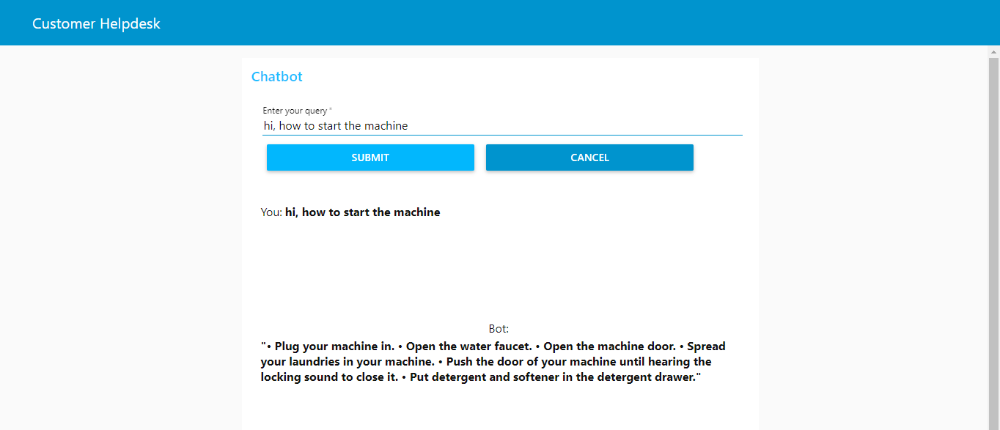 Customer Helpdesk
Chatbot
Enter your query *
hi, how to start the machine
SUBMIT CANCEL
You: hi, how to start the machine
Bot:
"• Plug your machine in. • Open the water faucet. • Open the machine door. • Spread
your laundries in your machine. • Push the door of your machine until hearing the
locking sound to close it. • Put detergent and softener in the detergent drawer."